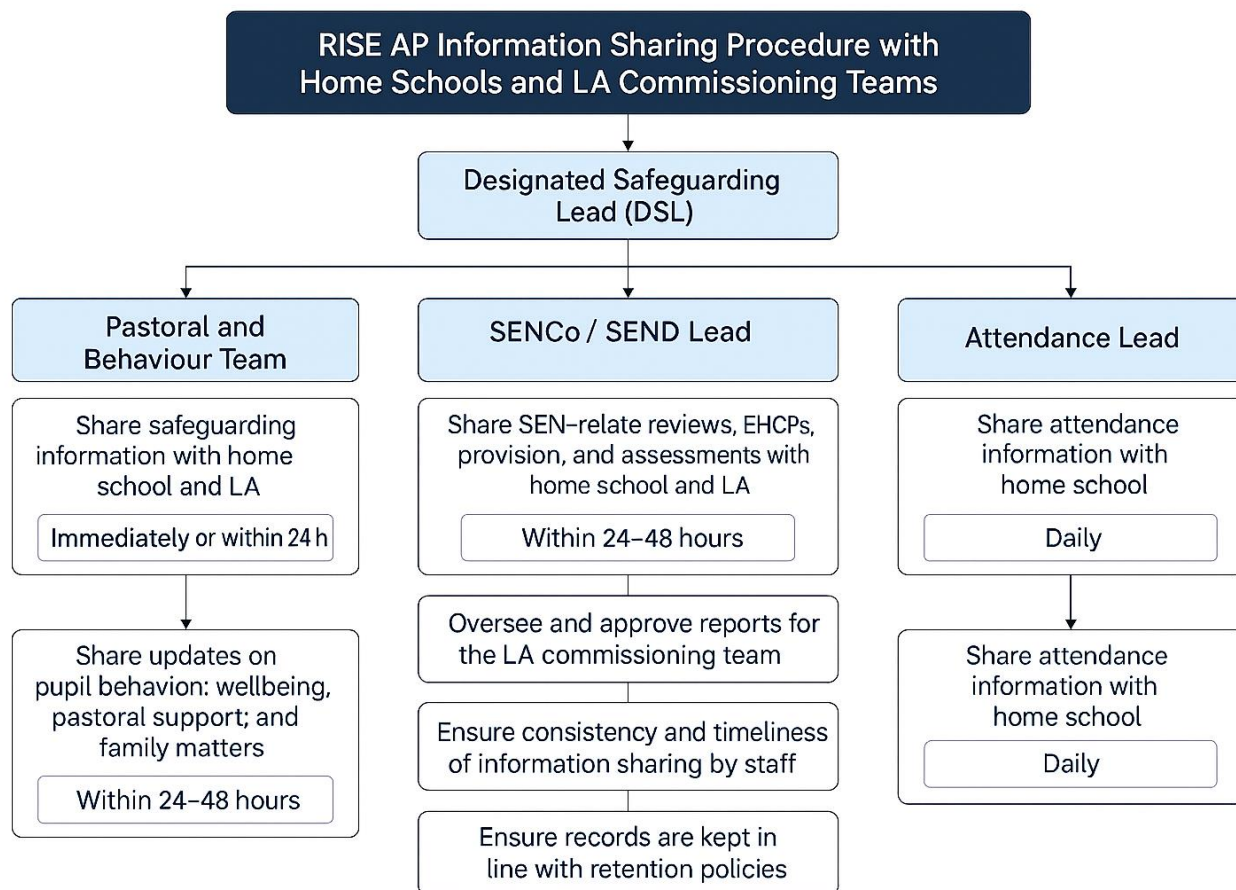 RISE AP Information Sharing Procedure with
Home Schools and LA Commissioning Teams
Designated Safeguarding
Lead (DSL)
Pastoral and
Behaviour Team
Share safeguarding
information with home
school and LA
Immediately or within 24 h
Share updates on
pupil behavion: wellbeing,
pastoral support; and
family matters
Within 24–48 hours
SENCo / SEND Lead
Share SEN–relate reviews, EHCPs,
provision, and assessments with
home school and LA
Within 24–48 hours
Oversee and approve reports for
the LA commissioning team
Ensure consistency and timeliness
of information sharing by staff
Ensure records are kept in
line with retention policies
Attendance Lead
Share attendance
information with
home school
Daily
Share attendance
information with
home school
Daily